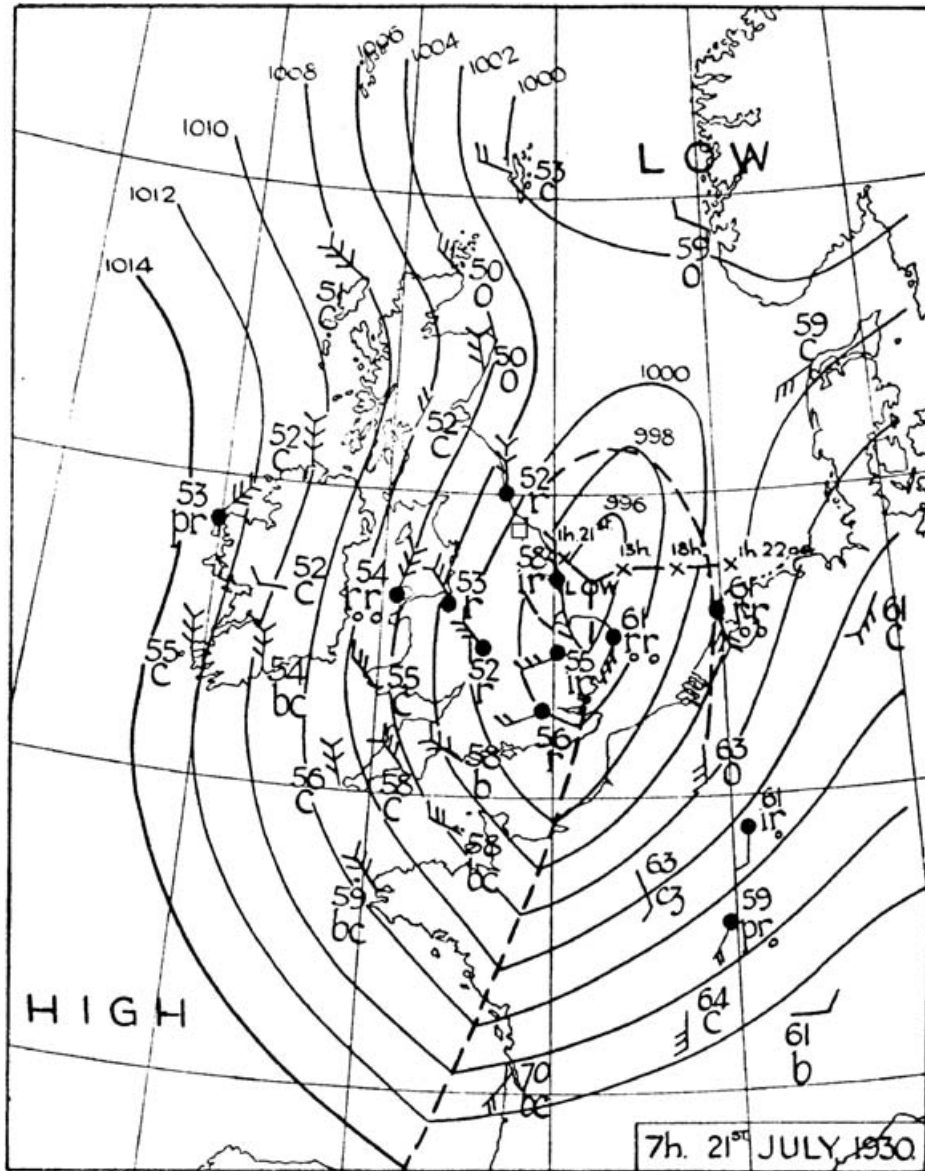 1006
1004
1002
1008
1000
1010
LOW
53
C
1012
59
O
1014
50
O
51
C
59
C
50
O
1000
52
C
52
C
998
53
pr
52
r
996
1h. 21ST
13h.
18h.
1h 22ND
52
C
54
rr
53
r
58
r
LOW
61
rr
61
rr
61
C
55
C
54
bc
55
C
52
r
55
ir
56
r
63
O
56
C
58
C
58
b
61
ir
58
bc
63
C3
59
bc
59
pr
HIGH
64
C
61
b
70
bc
7h. 21ST JULY, 1930.